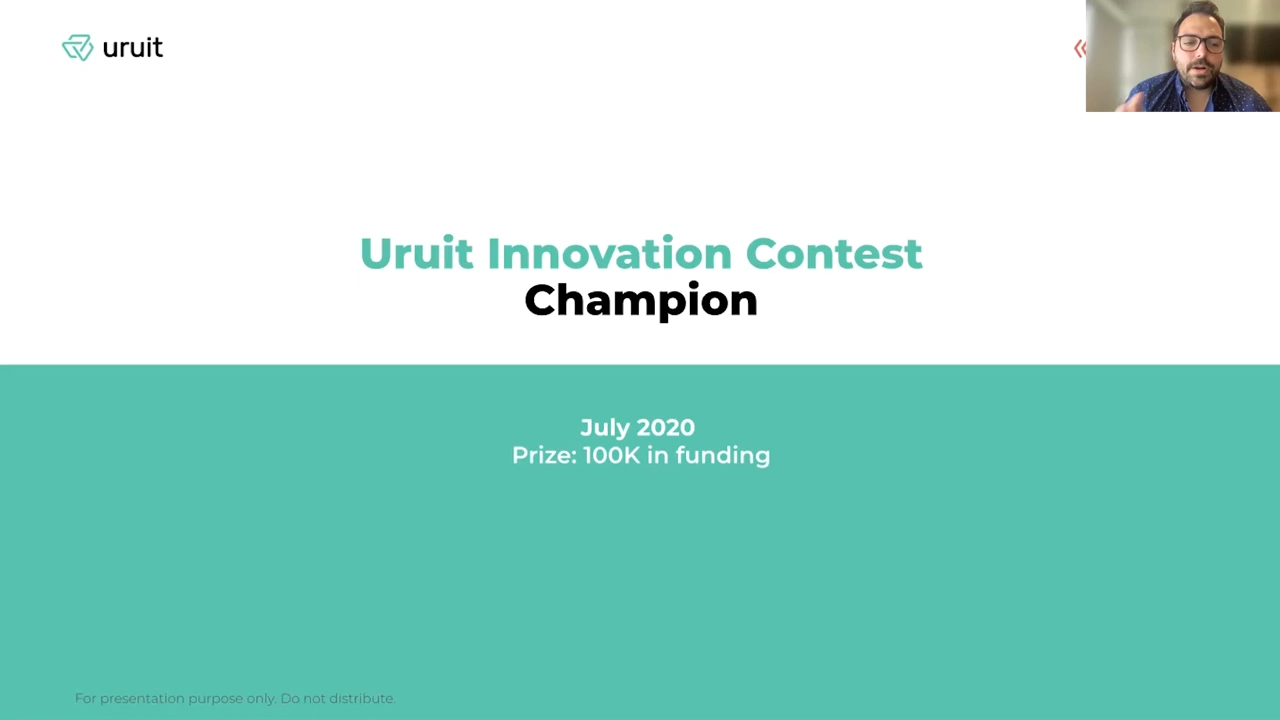 uruit
Uruit Innovation Contest
Champion
July 2020
Prize: 100K in funding
For presentation purpose only. Do not distribute.